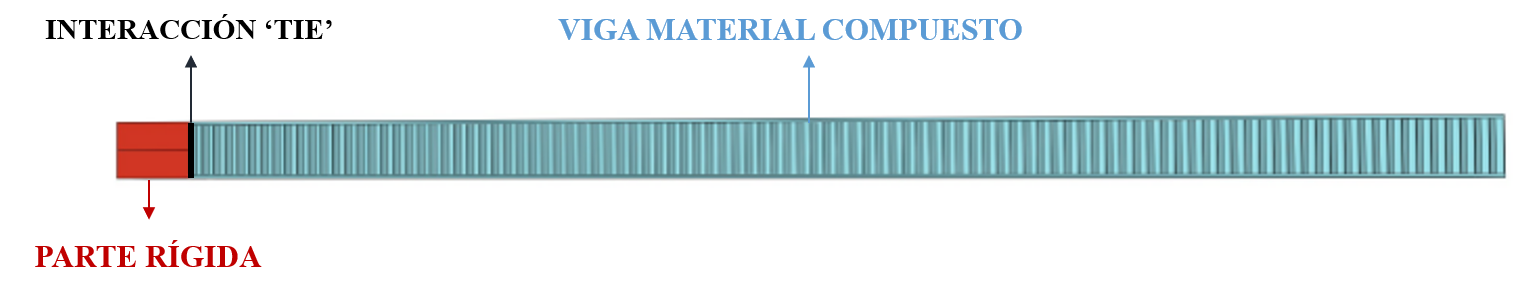 INTERACCIÓN ‘TIE’
VIGA MATERIAL COMPUESTO
PARTE RÍGIDA